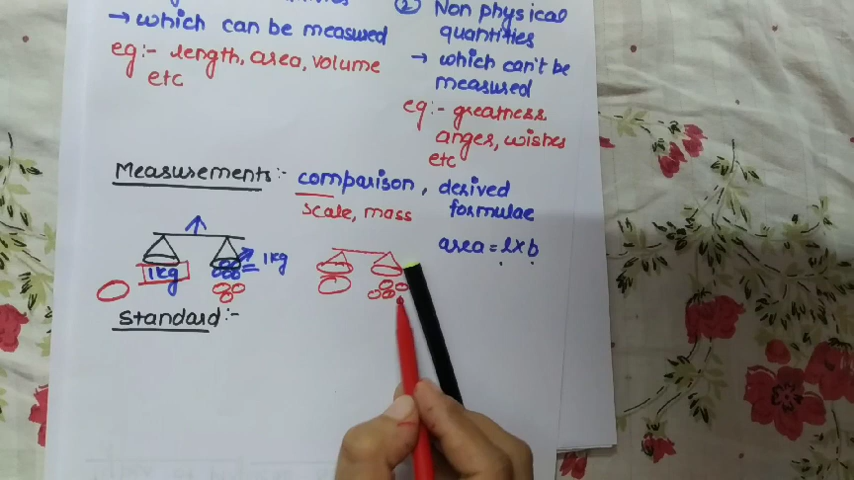 → which can be measured
eg:- length, area, volume
etc
② Non physical
quantities
→ which can't be
measured
eg:- greatness
anger, wishes
etc
Measurements:- comparison, derived
scale, mass formulae
area = l x b
1kg
1kg
Standard:-